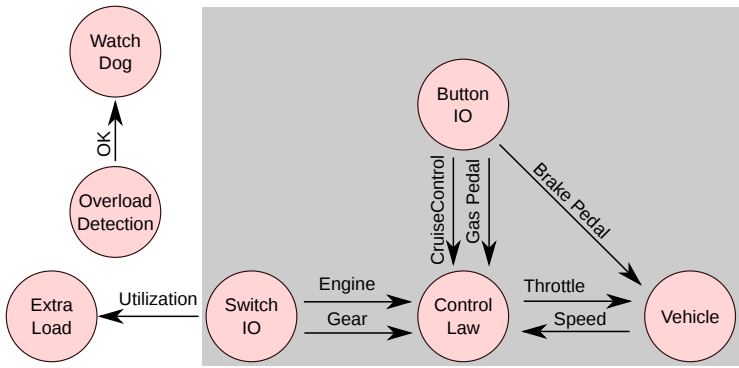 Watch
Dog
OK
Overload
Detection
Button
IO
CruiseControl
Gas Pedal
Brake Pedal
Extra
Load
Utilization
Switch
IO
Engine
Gear
Control
Law
Throttle
Speed
Vehicle